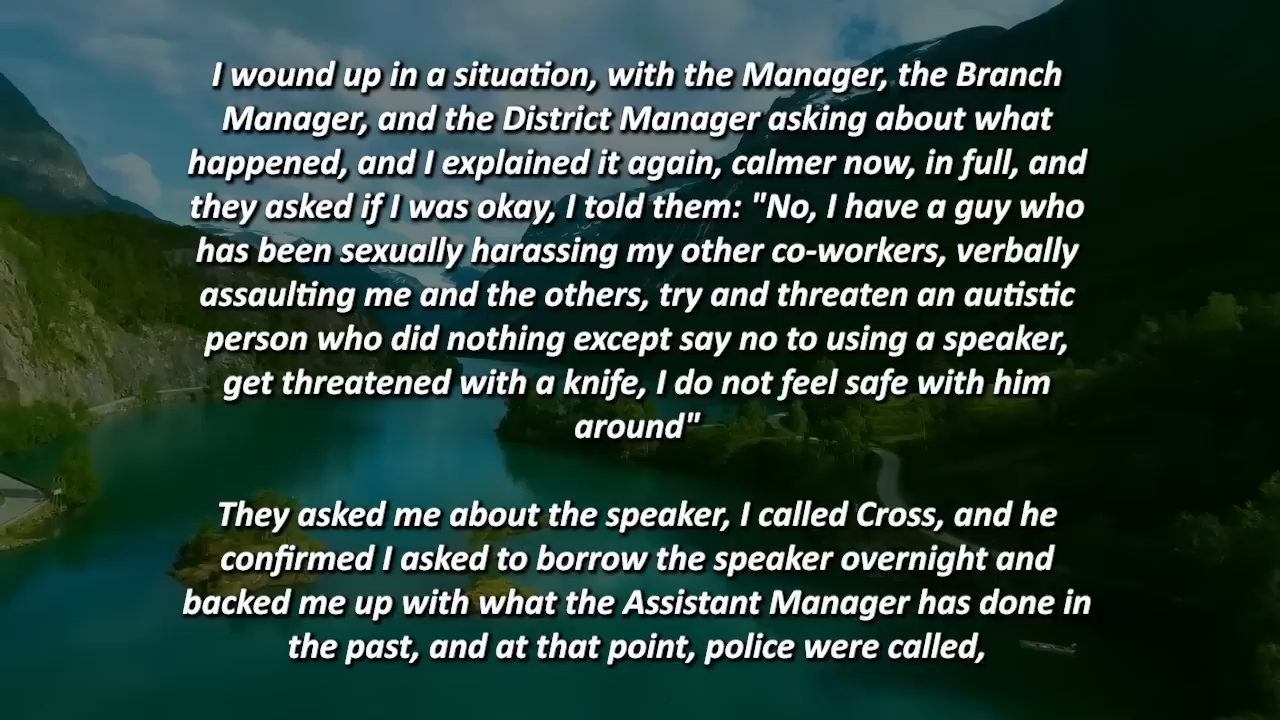 I wound up in a situation, with the Manager, the Branch
Manager, and the District Manager asking about what
happened, and I explained it again, calmer now, in full, and
they asked if I was okay, I told them: "No, I have a guy who
has been sexually harassing my other co-workers, verbally
assaulting me and the others, try and threaten an autistic
person who did nothing except say no to using a speaker,
get threatened with a knife, I do not feel safe with him
around"
They asked me about the speaker, I called Cross, and he
confirmed I asked to borrow the speaker overnight and
backed me up with what the Assistant Manager has done in
the past, and at that point, police were called,